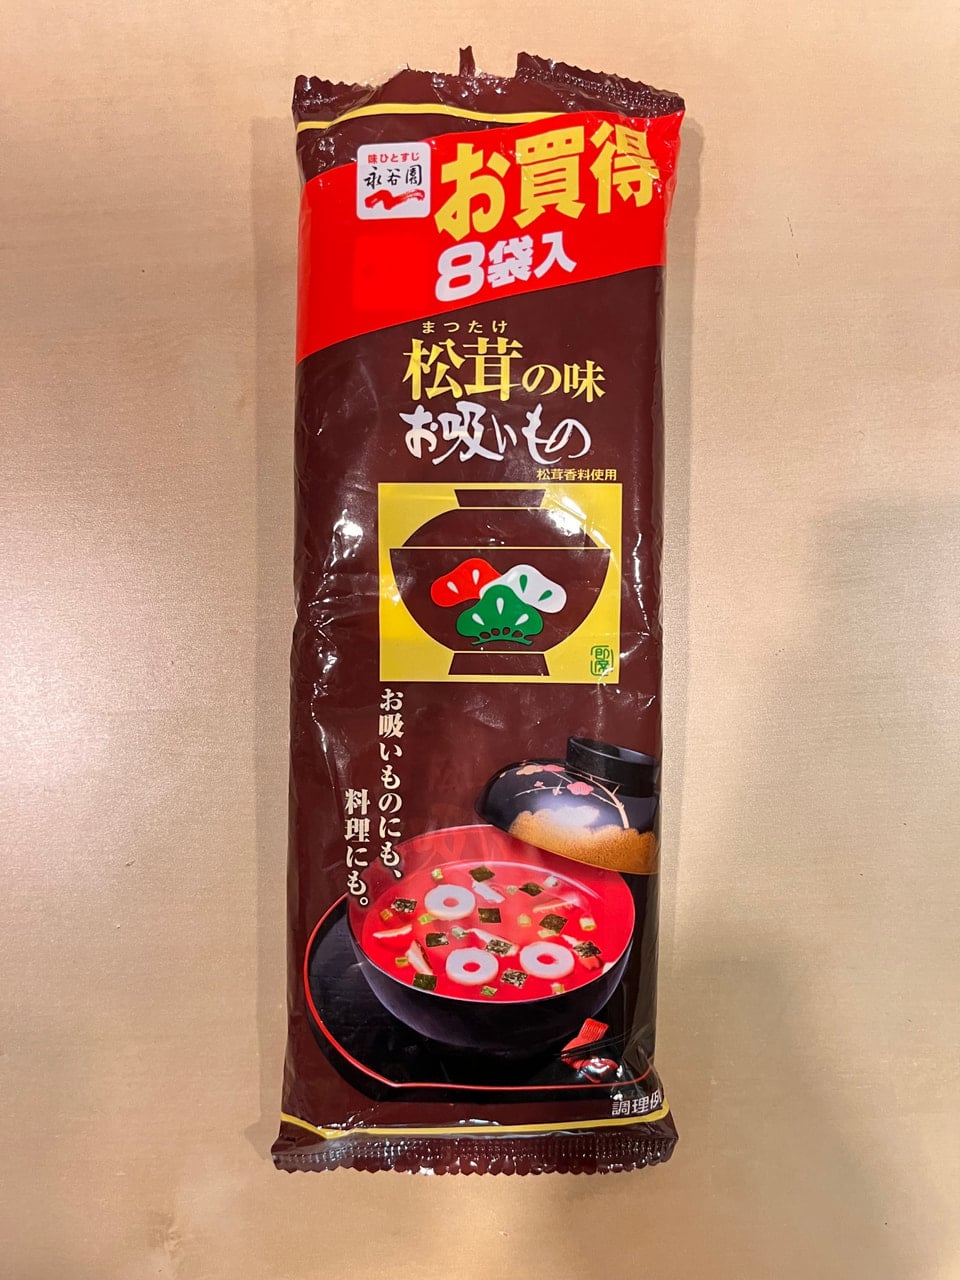 味ひとすじ
永谷園
お買得
8袋入
まつたけ
松茸の味
お吸いもの
松茸香料使用
即席
お吸いものにも、
料理にも。
調理例